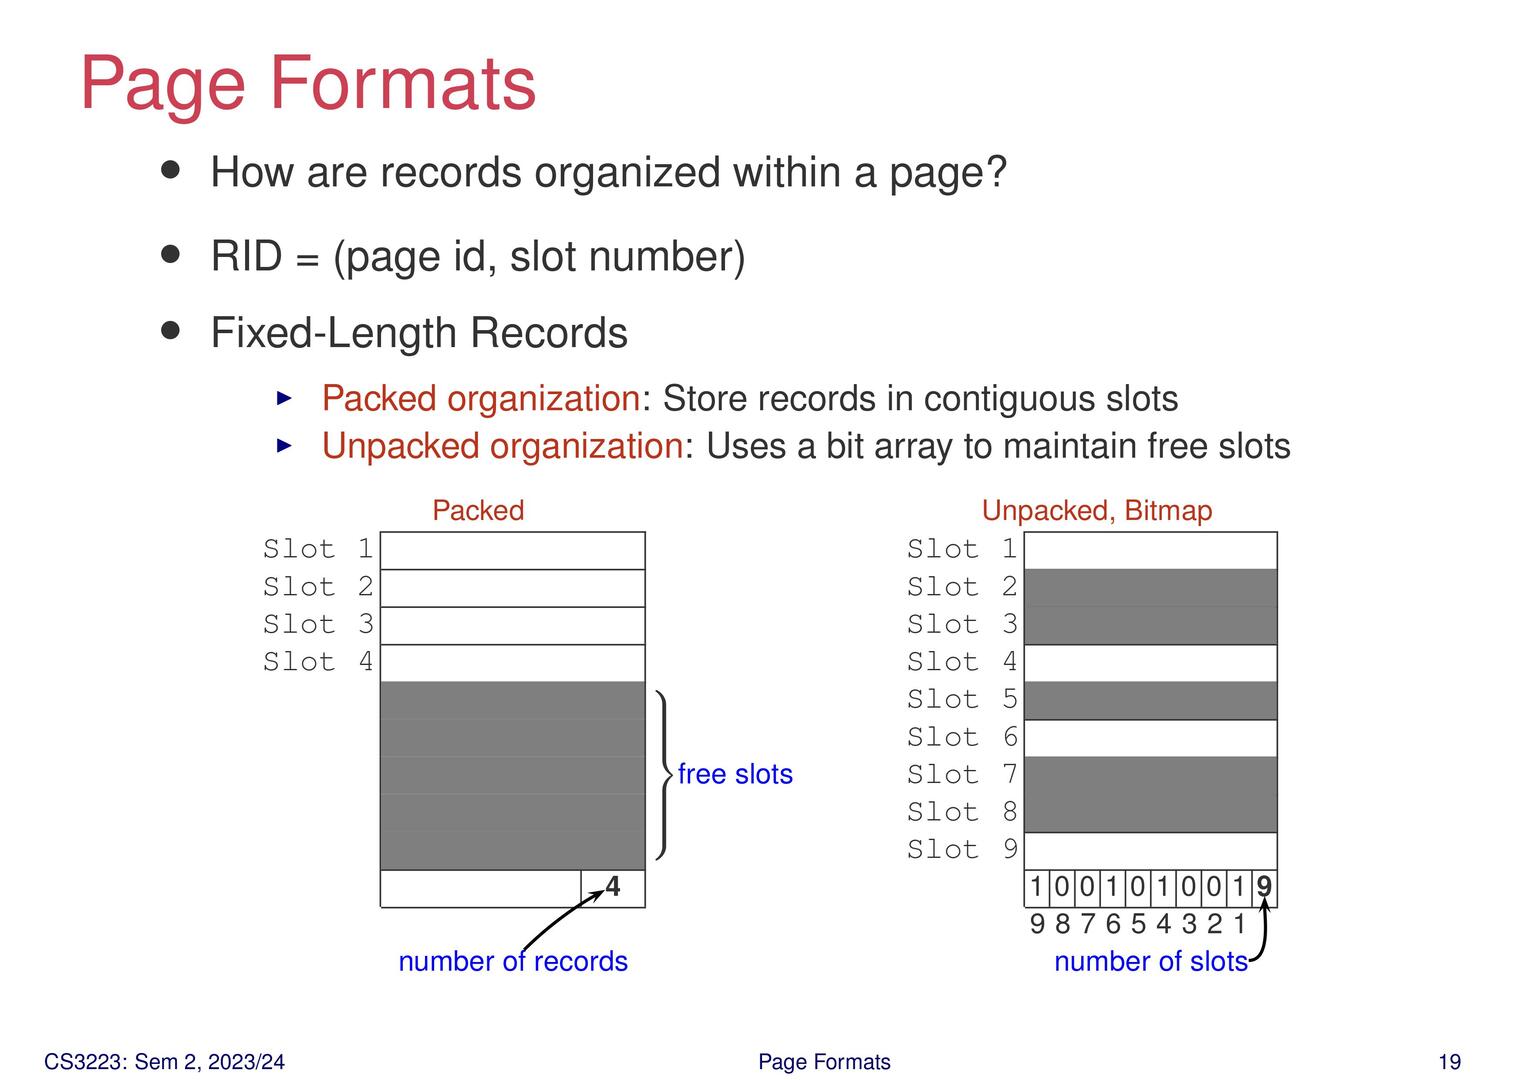 Page Formats
● How are records organized within a page?
● RID = (page id, slot number)
● Fixed-Length Records
▶ Packed organization: Store records in contiguous slots
▶ Unpacked organization: Uses a bit array to maintain free slots
Packed
Slot 1
Slot 2
Slot 3
Slot 4
free slots
4
number of records
Unpacked, Bitmap
Slot 1
Slot 2
Slot 3
Slot 4
Slot 5
Slot 6
Slot 7
Slot 8
Slot 9
1 0 0 1 0 1 0 0 1 9
9 8 7 6 5 4 3 2 1
number of slots
CS3223: Sem 2, 2023/24 Page Formats 19